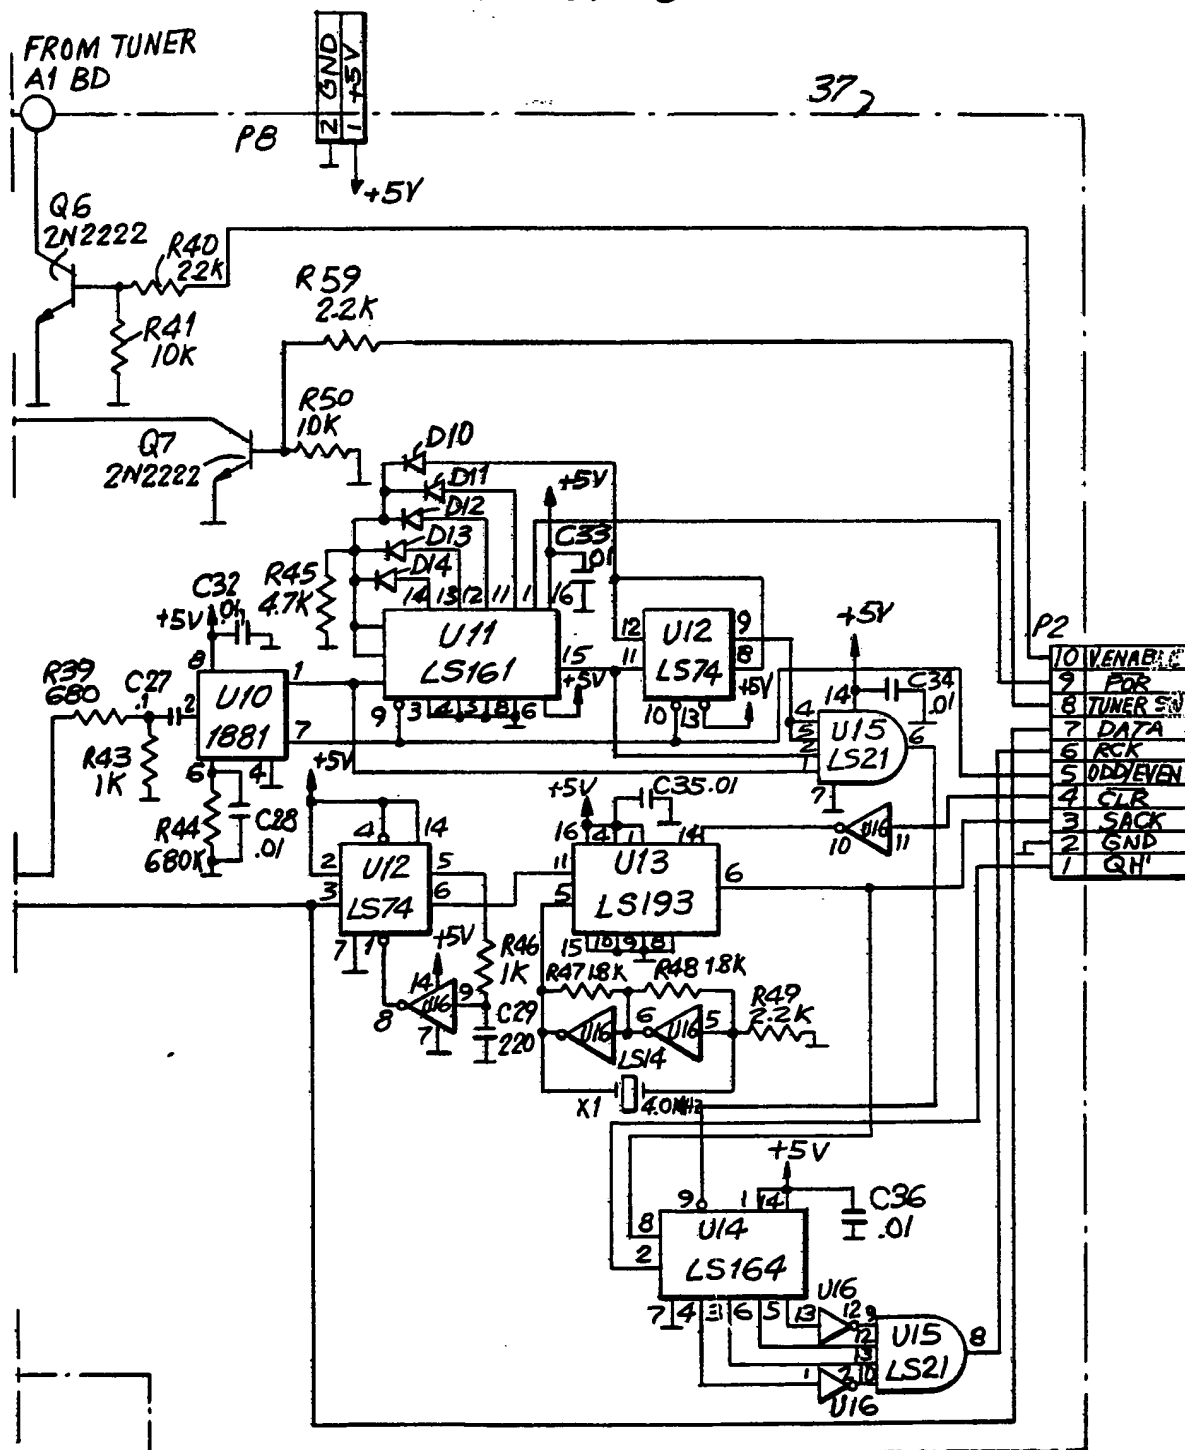 FROM TUNER
A1 BD
P8
2 GND
1 +5V
+5V
37
Q6
2N2222
R40
22K
R41
10K
R59
2.2K
R50
10K
Q7
2N2222
D10
D11
D12
D13
D14
+5V
C33
.01
R45
4.7K
14 13 12 11 1 16
U11
LS161
15
+5V
9 3 4 5 8 6
C32
+5V
8
R39
680
C27
.1
2
U10
1881
1
7
6 4
R43
1K
R44
680K
C28
.01
12
11
U12
LS74
9
8
+5V
10 13
+5V
14
C34
.01
4
5
2
1
U15
LS21
6
7
P2
10 V.ENABLE
9 POR
8 TUNER SW
7 DATA
6 RCK
5 ODD/EVEN
4 CLR
3 SACK
2 GND
1 QH'
+5V
4 14
2
3
U12
LS74
5
6
7 1
+5V
14
U16
9
8
7
R46
1K
C29
220
+5V
C35 .01
16 4 1 14
11
5
U13
LS193
6
15 10 9 8
10 U16 11
R47 1.8K
R48 1.8K
R49
2.2K
U16
6
U16
5
LS14
X1
4.0MHz
+5V
9 1 14
C36
.01
8
2
U14
LS164
7 4 3 6 5 13
U16
12 9
12
13
10
U15
LS21
8
1 2
U16